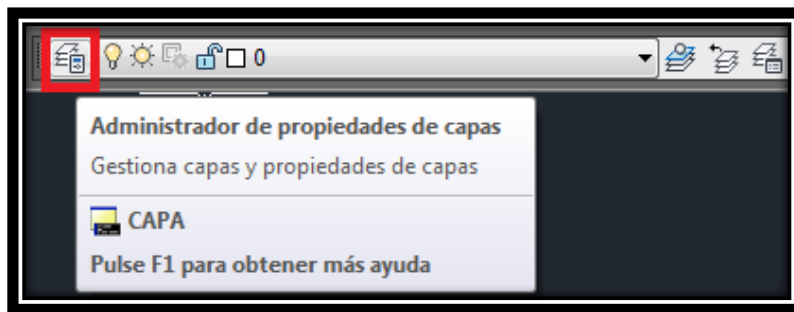 0
Administrador de propiedades de capas
Gestiona capas y propiedades de capas
CAPA
Pulse F1 para obtener más ayuda